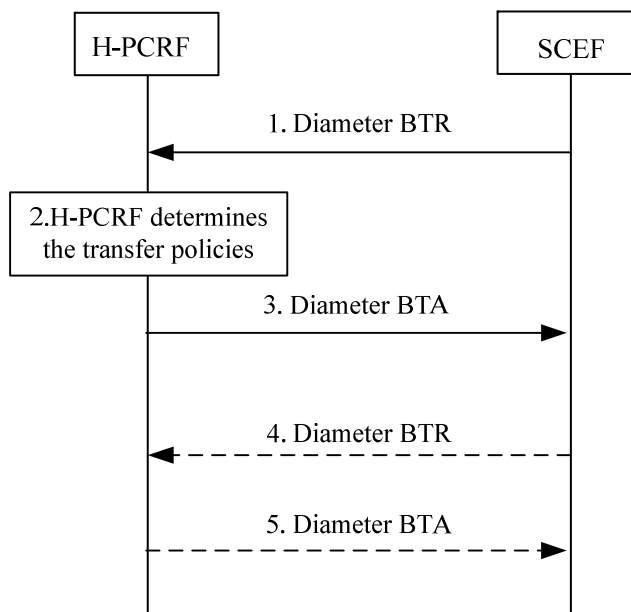 H-PCRF
SCEF
1. Diameter BTR
2.H-PCRF determines
the transfer policies
3. Diameter BTA
4. Diameter BTR
5. Diameter BTA